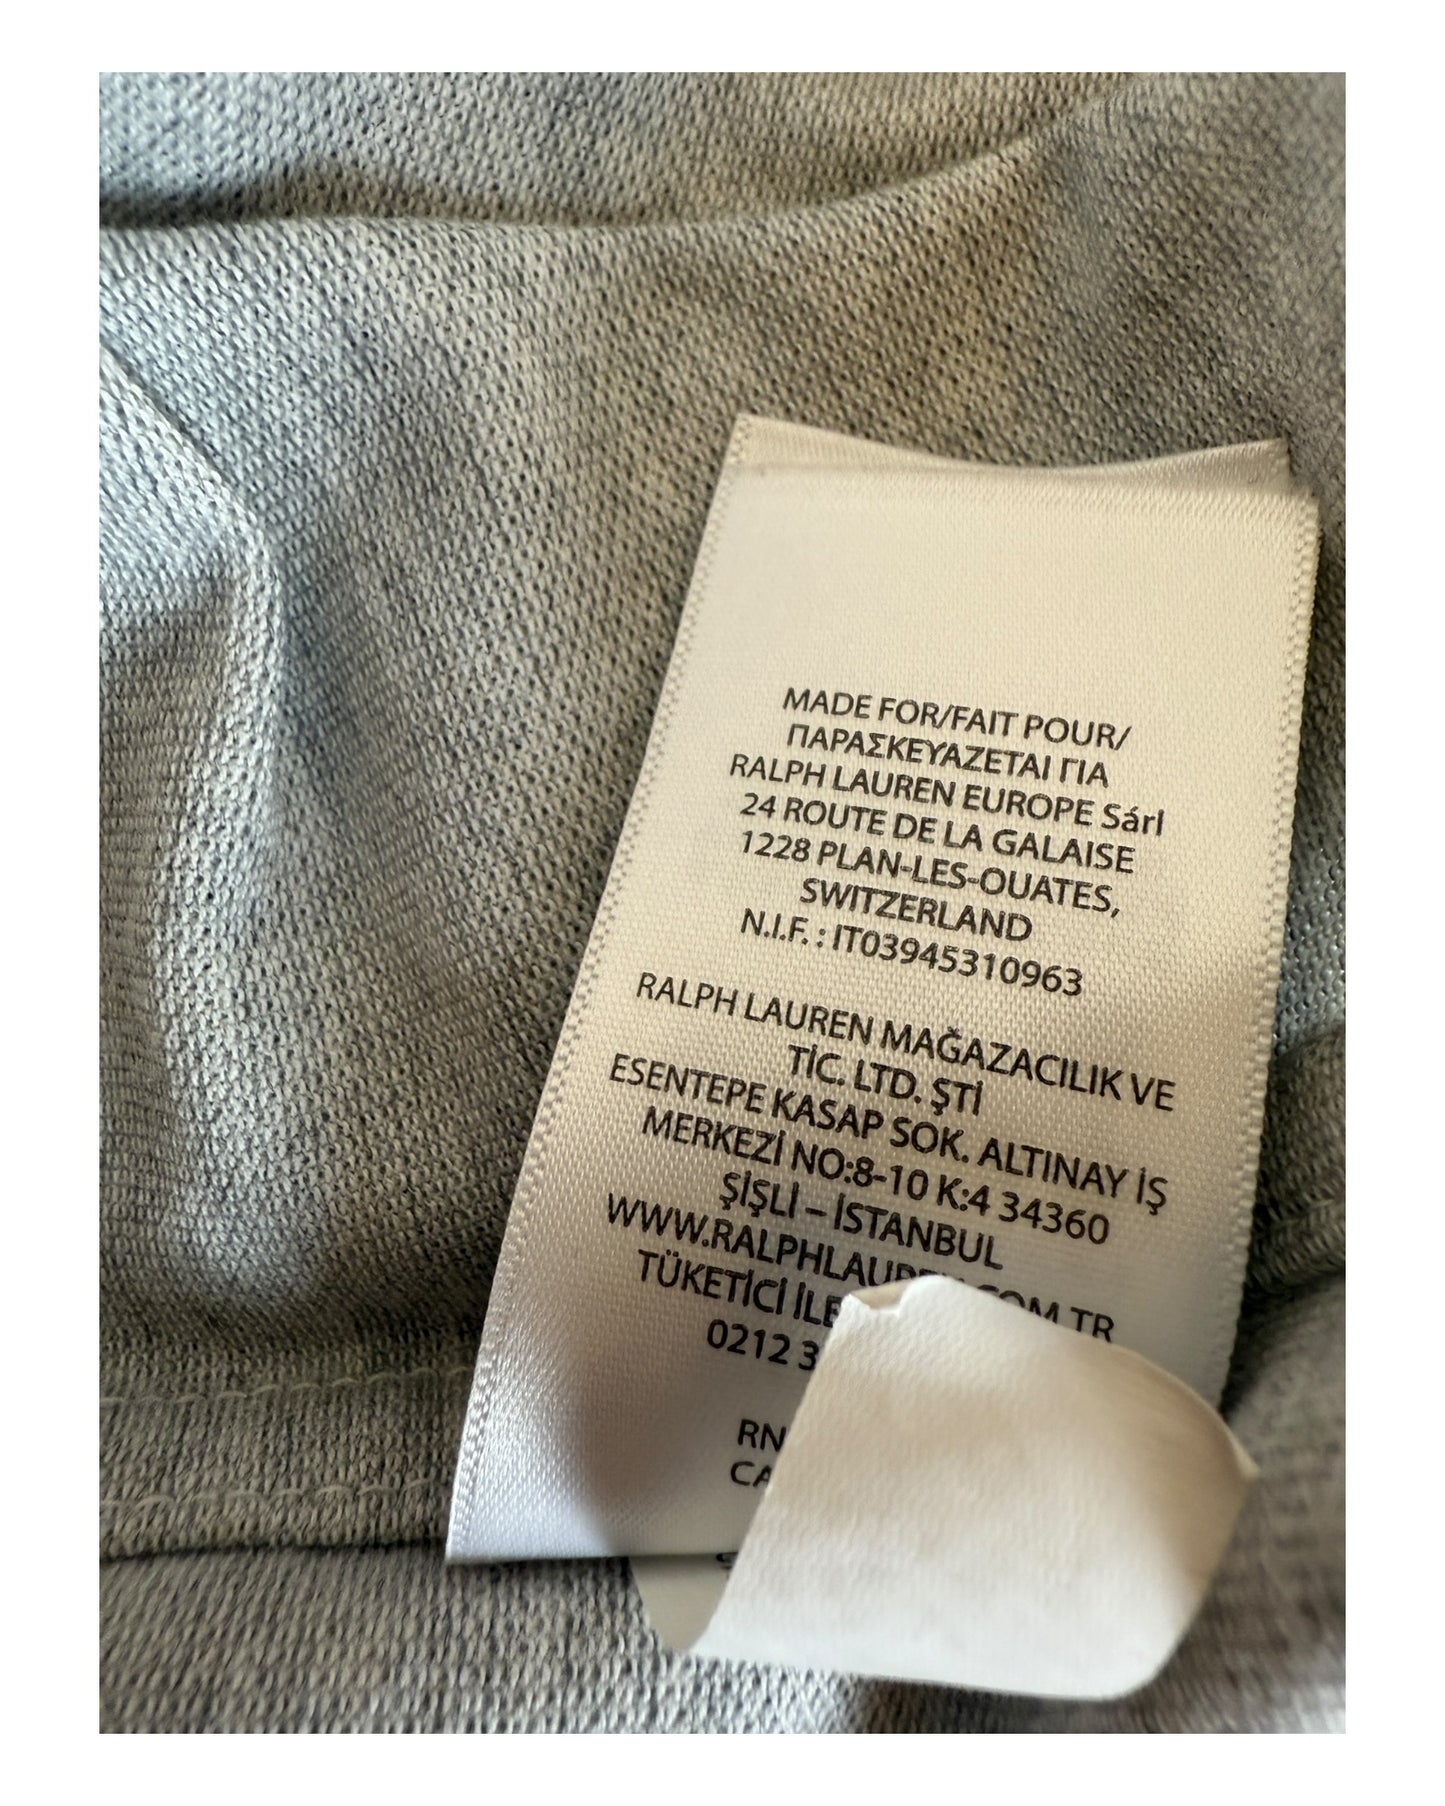 MADE FOR/FAIT POUR/
ΠΑΡΑΣΚΕΥΑΖΕΤΑΙ ΓΙΑ
RALPH LAUREN EUROPE Sárl
24 ROUTE DE LA GALAISE
1228 PLAN-LES-OUATES,
SWITZERLAND
N.I.F. : IT03945310963
RALPH LAUREN MAĞAZACILIK VE
TİC. LTD. ŞTİ
ESENTEPE KASAP SOK. ALTINAY İŞ
MERKEZİ NO:8-10 K:4 34360
ŞİŞLİ – İSTANBUL
WWW.RALPHLAUREN.COM.TR
TÜKETİCİ
0212
RN